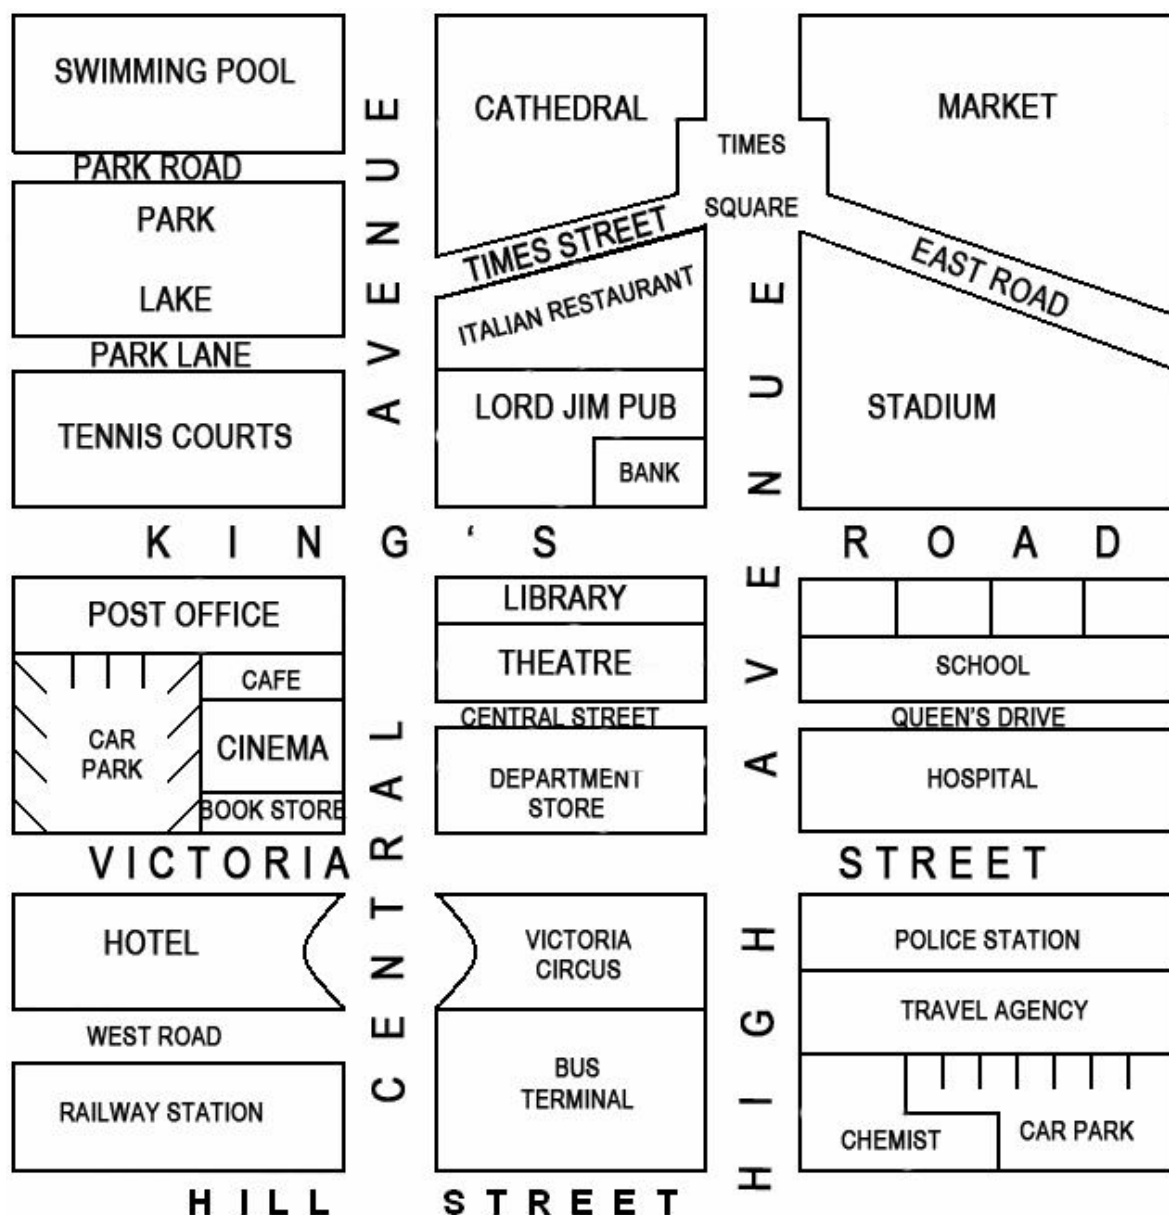 SWIMMING POOL
PARK ROAD
PARK
LAKE
PARK LANE
TENNIS COURTS
CENTRAL AVENUE
CATHEDRAL
TIMES STREET
ITALIAN RESTAURANT
LORD JIM PUB
BANK
TIMES
SQUARE
MARKET
EAST ROAD
STADIUM
HIGH AVENUE
KING‘S ROAD
POST OFFICE
CAFE
CAR
PARK
CINEMA
BOOK STORE
LIBRARY
THEATRE
CENTRAL STREET
DEPARTMENT
STORE
SCHOOL
QUEEN'S DRIVE
HOSPITAL
VICTORIA STREET
HOTEL
WEST ROAD
RAILWAY STATION
VICTORIA
CIRCUS
BUS
TERMINAL
POLICE STATION
TRAVEL AGENCY
CHEMIST
CAR PARK
HILL STREET